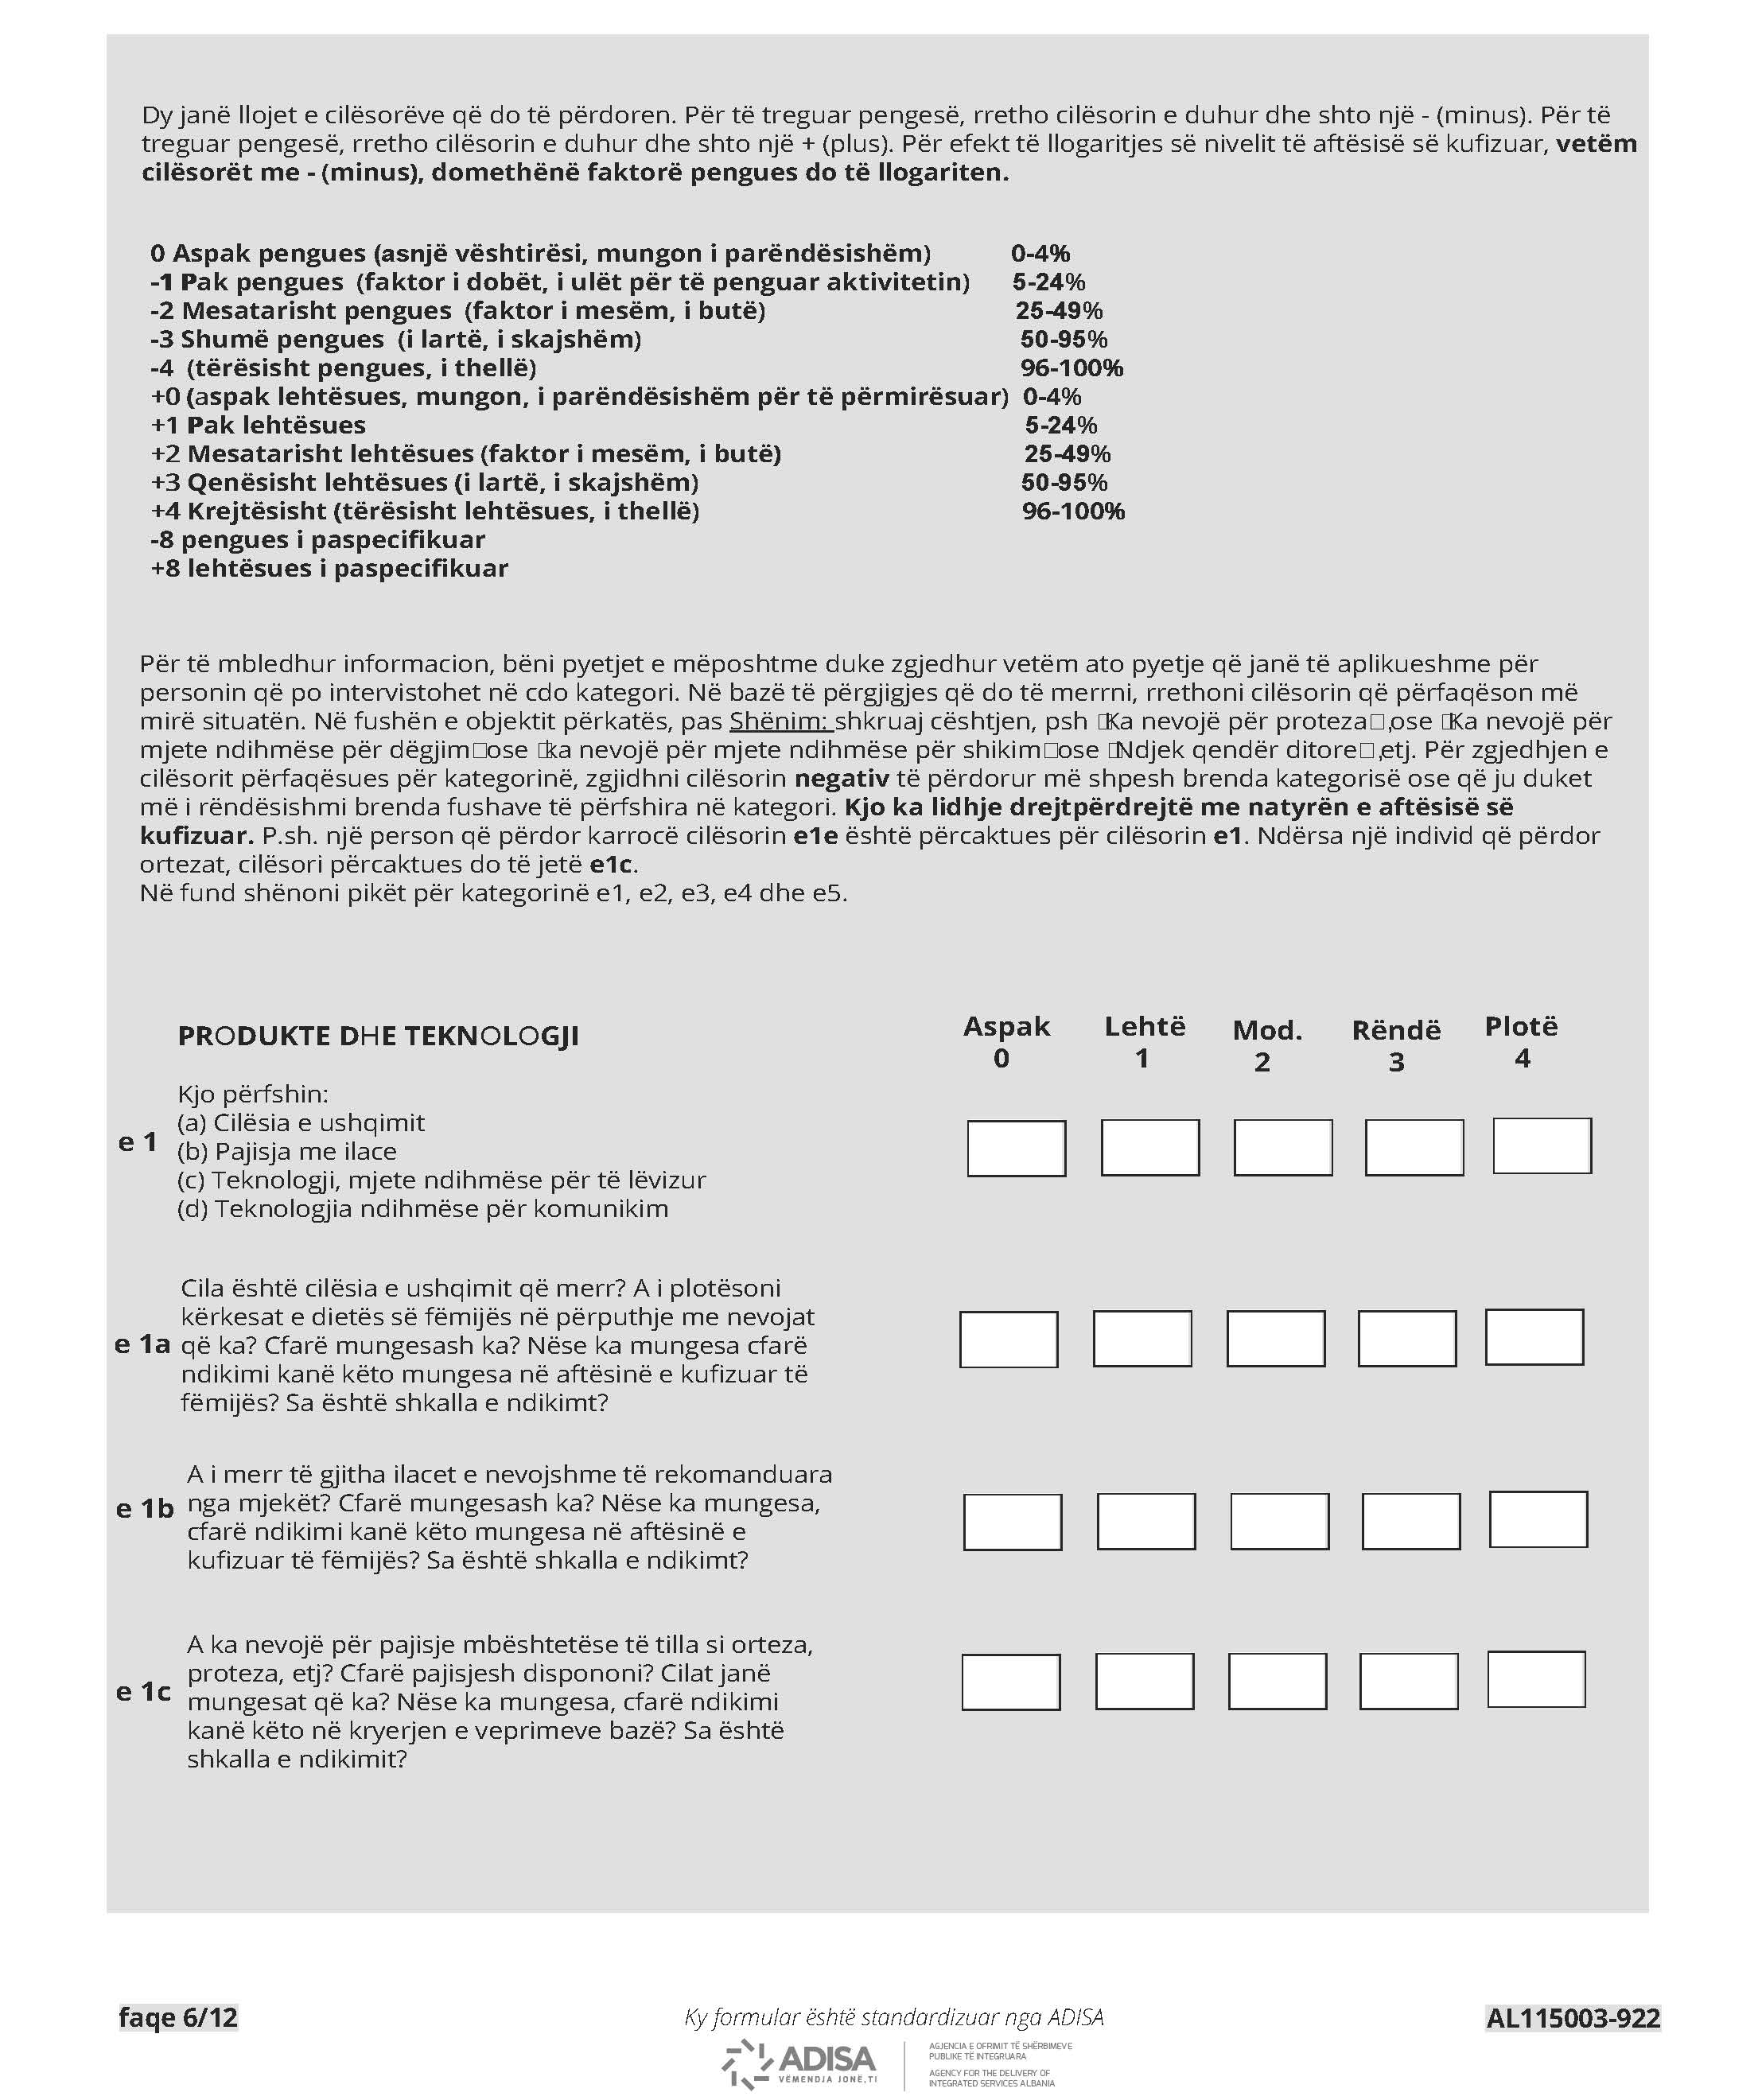 Dy janë llojet e cilësorëve që do të përdoren. Për të treguar pengesë, rretho cilësorin e duhur dhe shto një - (minus). Për të
treguar pengesë, rretho cilësorin e duhur dhe shto një + (plus). Për efekt të llogaritjes së nivelit të aftësisë së kufizuar, vetëm
cilësorët me - (minus), domethënë faktorë pengues do të llogariten.
0 Aspak pengues (asnjë vështirësi, mungon i parëndësishëm) 0-4%
-1 Pak pengues (faktor i dobët, i ulët për të penguar aktivitetin) 5-24%
-2 Mesatarisht pengues (faktor i mesëm, i butë) 25-49%
-3 Shumë pengues (i lartë, i skajshëm) 50-95%
-4 (tërësisht pengues, i thellë) 96-100%
+0 (aspak lehtësues, mungon, i parëndësishëm për të përmirësuar) 0-4%
+1 Pak lehtësues 5-24%
+2 Mesatarisht lehtësues (faktor i mesëm, i butë) 25-49%
+3 Qenësisht lehtësues (i lartë, i skajshëm) 50-95%
+4 Krejtësisht (tërësisht lehtësues, i thellë) 96-100%
-8 pengues i paspecifikuar
+8 lehtësues i paspecifikuar
Për të mbledhur informacion, bëni pyetjet e mëposhtme duke zgjedhur vetëm ato pyetje që janë të aplikueshme për
personin që po intervistohet në cdo kategori. Në bazë të përgjigjes që do të merrni, rrethoni cilësorin që përfaqëson më
mirë situatën. Në fushën e objektit përkatës, pas Shënim: shkruaj cështjen, psh □Ka nevojë për proteza□,ose □Ka nevojë për
mjete ndihmëse për dëgjim□ose □ka nevojë për mjete ndihmëse për shikim□ose □Ndjek qendër ditore□,etj. Për zgjedhjen e
cilësorit përfaqësues për kategorinë, zgjidhni cilësorin negativ të përdorur më shpesh brenda kategorisë ose që ju duket
më i rëndësishmi brenda fushave të përfshira në kategori. Kjo ka lidhje drejtpërdrejtë me natyrën e aftësisë së
kufizuar. P.sh. një person që përdor karrocë cilësorin e1e është përcaktues për cilësorin e1. Ndërsa një individ që përdor
ortezat, cilësori përcaktues do të jetë e1c.
Në fund shënoni pikët për kategorinë e1, e2, e3, e4 dhe e5.
PRODUKTE DHE TEKNOLOGJI
Aspak Lehtë Mod. Rëndë Plotë
0 1 2 3 4
Kjo përfshin:
(a) Cilësia e ushqimit
e 1
(b) Pajisja me ilace
(c) Teknologji, mjete ndihmëse për të lëvizur
(d) Teknologjia ndihmëse për komunikim
Cila është cilësia e ushqimit që merr? A i plotësoni
kërkesat e dietës së fëmijës në përputhje me nevojat
e 1a që ka? Cfarë mungesash ka? Nëse ka mungesa cfarë
ndikimi kanë këto mungesa në aftësinë e kufizuar të
fëmijës? Sa është shkalla e ndikimt?
A i merr të gjitha ilacet e nevojshme të rekomanduara
e 1b nga mjekët? Cfarë mungesash ka? Nëse ka mungesa,
cfarë ndikimi kanë këto mungesa në aftësinë e
kufizuar të fëmijës? Sa është shkalla e ndikimt?
A ka nevojë për pajisje mbështetëse të tilla si orteza,
proteza, etj? Cfarë pajisjesh dispononi? Cilat janë
e 1c mungesat që ka? Nëse ka mungesa, cfarë ndikimi
kanë këto në kryerjen e veprimeve bazë? Sa është
shkalla e ndikimit?
faqe 6/12
Ky formular është standardizuar nga ADISA
AL115003-922
ADISA
VËMENDJA JONË, TI
AGJENCIA E OFRIMIT TË SHËRBIMEVE
PUBLIKE TË INTEGRUARA
AGENCY FOR THE DELIVERY OF
INTEGRATED SERVICES ALBANIA